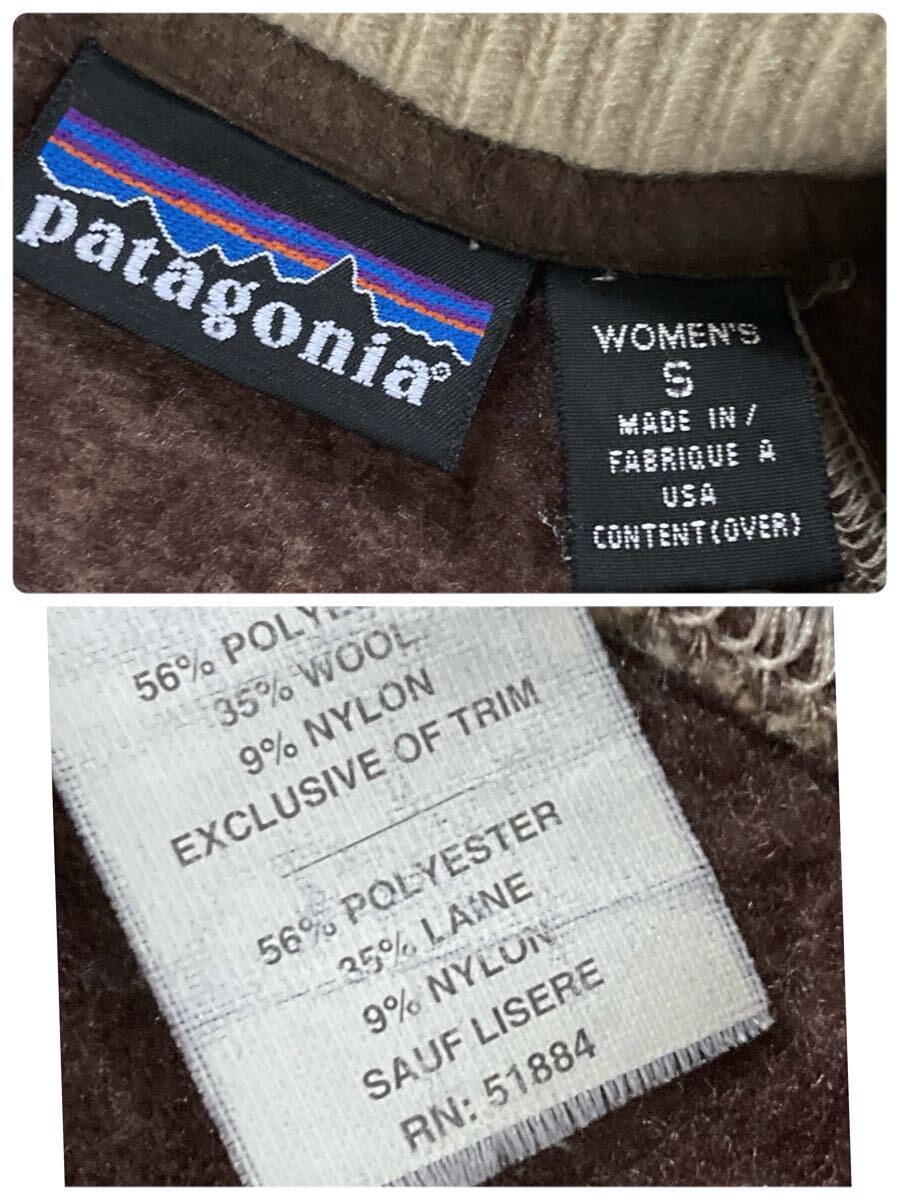 patagonia®
WOMEN'S
S
MADE IN /
FABRIQUE A
USA
CONTENT(OVER)
56%
35% WOOL
9% NYLON
EXCLUSIVE OF TRIM
56% POLYESTER
35% LAINE
9% NYLON
SAUF LISERE
RN: 51884